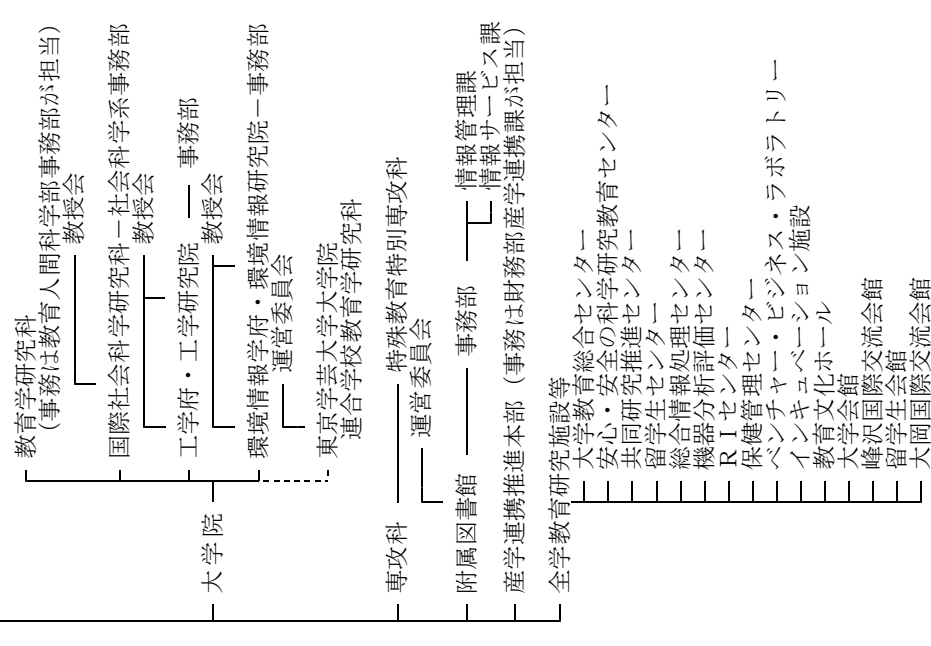 教育学研究科
(事務は教育人間科学部事務部が担当)
教授会
国際社会科学研究科－社会科学系事務部
教授会
工学府・工学研究院 ― 事務部
教授会
環境情報学府・環境情報研究院－事務部
運営委員会
東京学芸大学大学院
連合学校教育学研究科
大学院
専攻科
特殊教育特別専攻科
運営委員会
附属図書館
事務部
情報管理課
情報サービス課
産学連携推進本部（事務は財務部産学連携課が担当）
全学教育研究施設等
大学教育総合センター
安心・安全の科学研究教育センター
共同研究推進センター
留学生センター
総合情報処理センター
機器分析評価センター
ＲＩセンター
保健管理センター
ベンチャー・ビジネス・ラボラトリー
インキュベーション施設
教育文化ホール
大学会館
峰沢国際交流会館
留学生会館
大岡国際交流会館